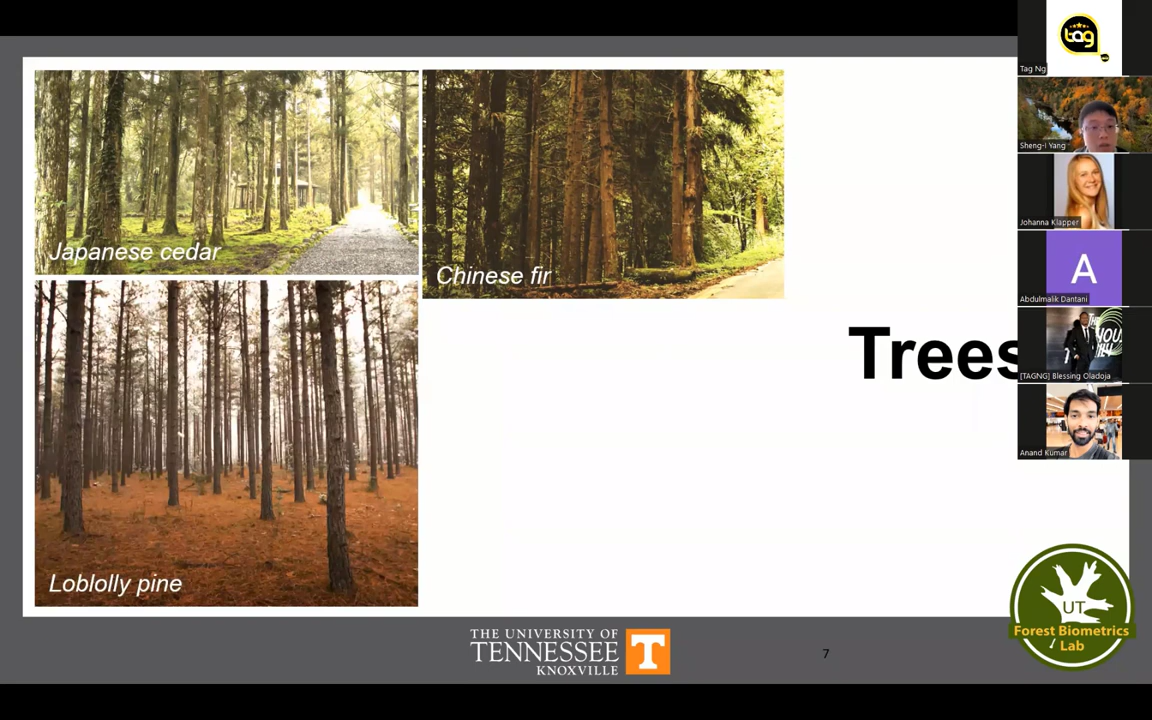 Japanese cedar
Chinese fir
Loblolly pine
Trees
THE UNIVERSITY OF
TENNESSEE
KNOXVILLE
T
7
UT
Forest Biometrics
Lab
tag
Tag Ng
Sheng-I Yang
Johanna Klapper
A
Abdulmalik Dantani
[TAGNG] Blessing Oladoja
Anand Kumar